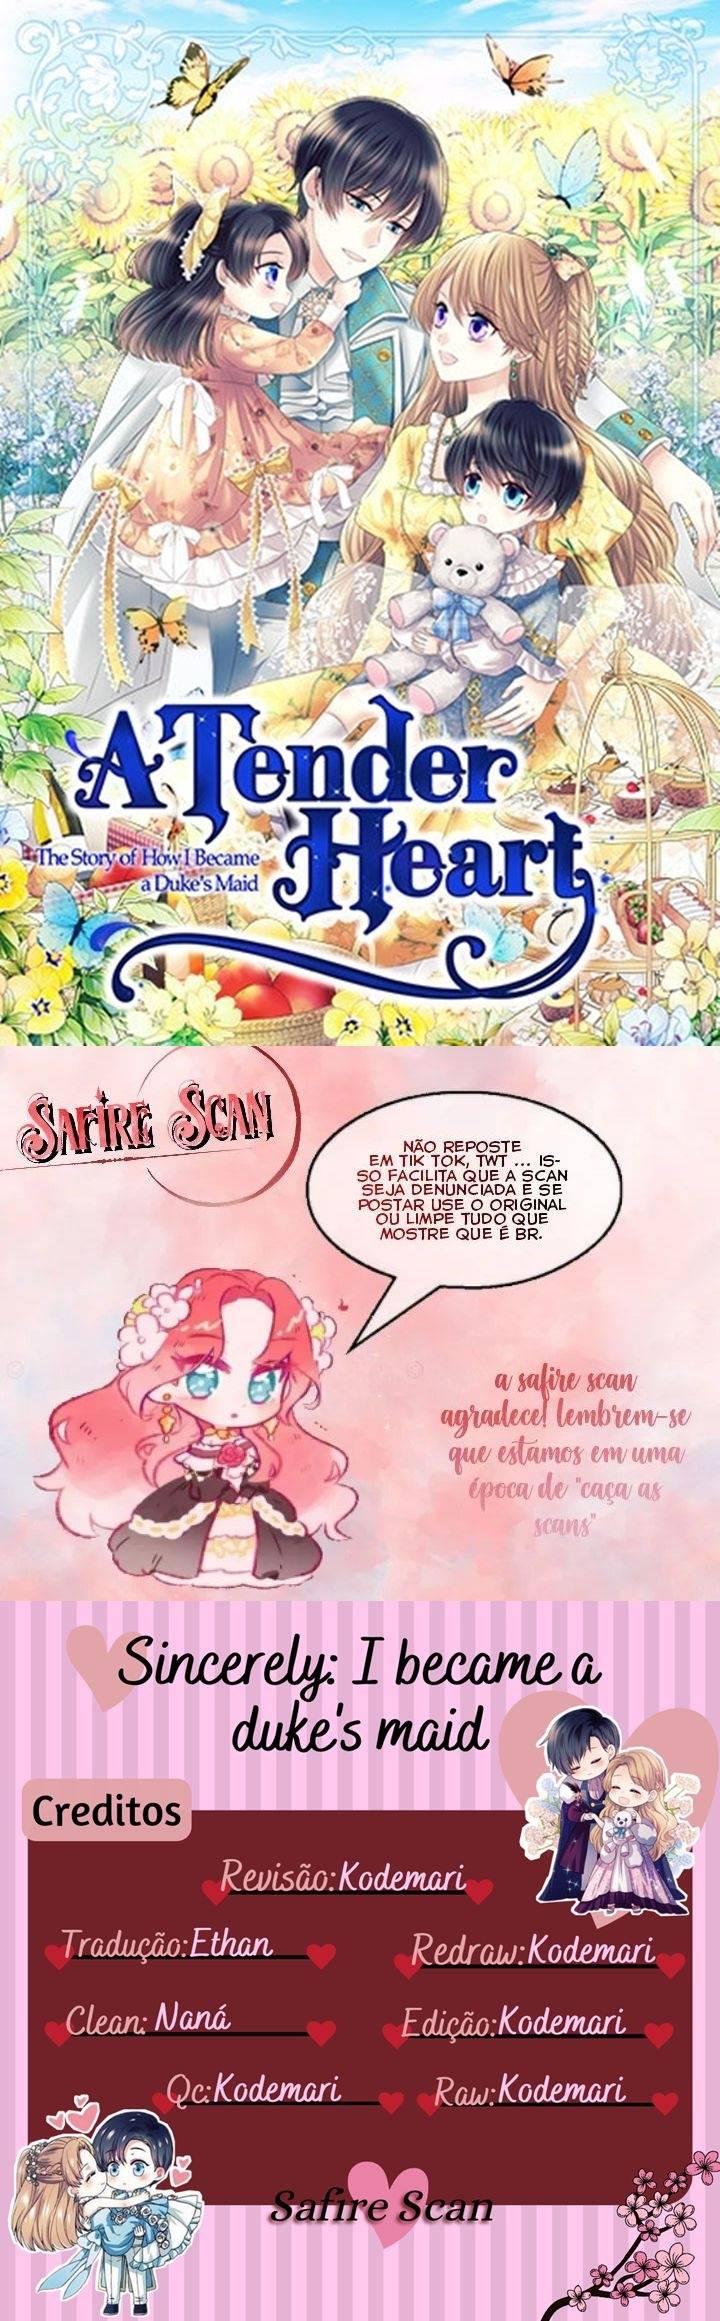 A Tender
Heart
The Story of How I Became
a Duke's Maid
SAFIRE SCAN
NÃO REPOSTE
EM TIK TOK, TWT ... IS-
SO FACILITA QUE A SCAN
SEJA DENUNCIADA E SE
POSTAR USE O ORIGINAL
OU LIMPE TUDO QUE
MOSTRE QUE É BR.
a safire scan
agradece! lembrem-se
que estamos em uma
época de "caça as
scans"
Sincerely: I became a
duke's maid
Creditos
Revisão: Kodemari
Tradução: Ethan
Redraw: Kodemari
Clean: Naná
Edição: Kodemari
Qc: Kodemari
Raw: Kodemari
Safire Scan